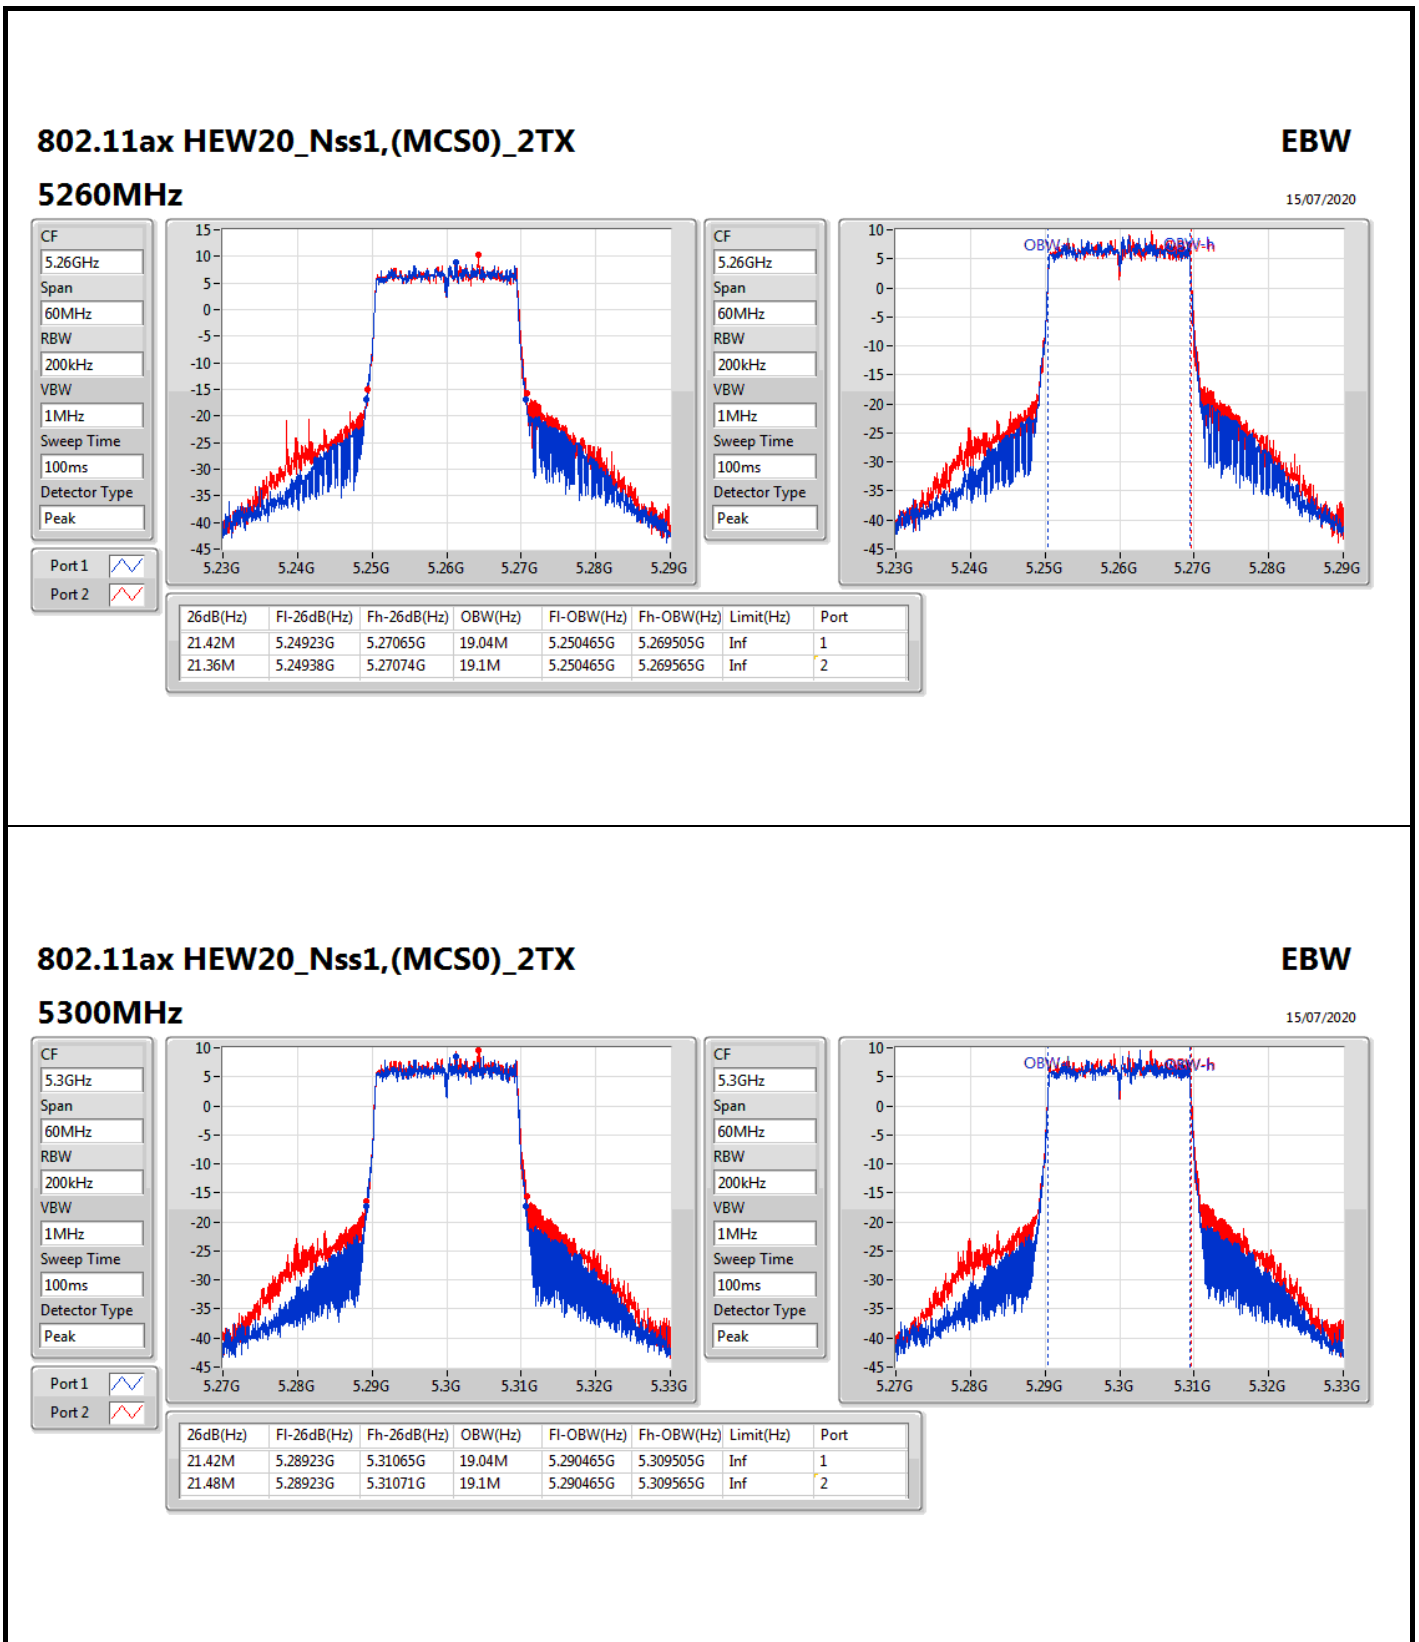 802.11ax HEW20_Nss1,(MCS0)_2TX
EBW
5260MHz
15/07/2020
CF
5.26GHz
Span
60MHz
RBW
200kHz
VBW
1MHz
Sweep Time
100ms
Detector Type
Peak
Port 1
Port 2
15
10
5
0
-5
-10
-15
-20
-25
-30
-35
-40
-45
5.23G 5.24G 5.25G 5.26G 5.27G 5.28G 5.29G
CF
5.26GHz
Span
60MHz
RBW
200kHz
VBW
1MHz
Sweep Time
100ms
Detector Type
Peak
10
5
0
-5
-10
-15
-20
-25
-30
-35
-40
-45
5.23G 5.24G 5.25G 5.26G 5.27G 5.28G 5.29G
OBW-h
26dB(Hz) Fl-26dB(Hz) Fh-26dB(Hz) OBW(Hz) Fl-OBW(Hz) Fh-OBW(Hz) Limit(Hz) Port
21.42M 5.24923G 5.27065G 19.04M 5.250465G 5.269505G Inf 1
21.36M 5.24938G 5.27074G 19.1M 5.250465G 5.269565G Inf 2
802.11ax HEW20_Nss1,(MCS0)_2TX
EBW
5300MHz
15/07/2020
CF
5.3GHz
Span
60MHz
RBW
200kHz
VBW
1MHz
Sweep Time
100ms
Detector Type
Peak
Port 1
Port 2
10
5
0
-5
-10
-15
-20
-25
-30
-35
-40
-45
5.27G 5.28G 5.29G 5.3G 5.31G 5.32G 5.33G
CF
5.3GHz
Span
60MHz
RBW
200kHz
VBW
1MHz
Sweep Time
100ms
Detector Type
Peak
10
5
0
-5
-10
-15
-20
-25
-30
-35
-40
-45
5.27G 5.28G 5.29G 5.3G 5.31G 5.32G 5.33G
OBW-h
26dB(Hz) Fl-26dB(Hz) Fh-26dB(Hz) OBW(Hz) Fl-OBW(Hz) Fh-OBW(Hz) Limit(Hz) Port
21.42M 5.28923G 5.31065G 19.04M 5.290465G 5.309505G Inf 1
21.48M 5.28923G 5.31071G 19.1M 5.290465G 5.309565G Inf 2